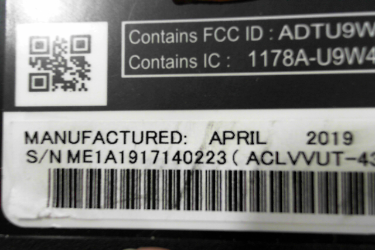 Contains FCC ID : ADTU9W
Contains IC : 1178A-U9W4
MANUFACTURED: APRIL 2019
S/N ME1A1917140223 ( ACLVVUT-43